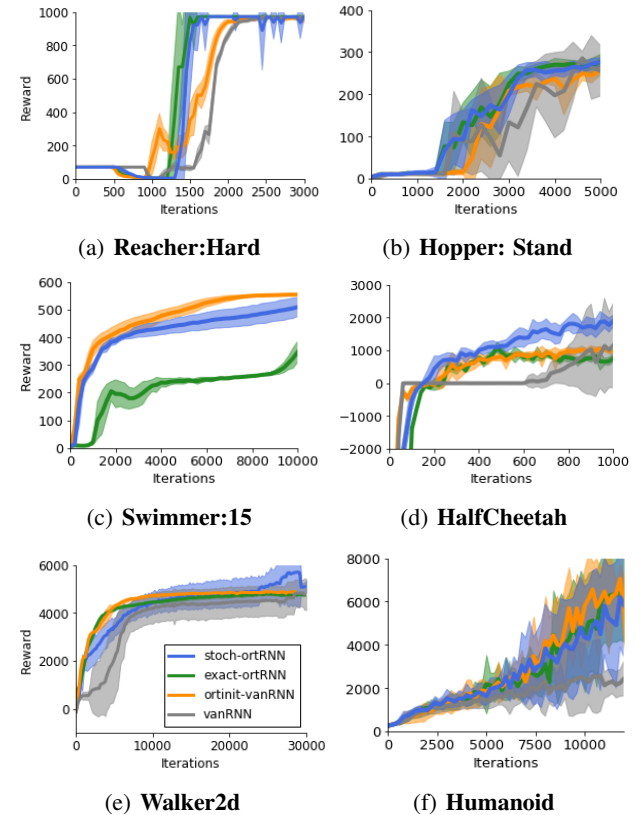 1000
800
600
400
200
0
Reward
0 500 1000 1500 2000 2500 3000
Iterations
(a) Reacher:Hard
400
300
200
100
0
0 1000 2000 3000 4000 5000
Iterations
(b) Hopper: Stand
600
500
400
300
200
100
0
Reward
0 2000 4000 6000 8000 10000
Iterations
(c) Swimmer:15
3000
2000
1000
0
−1000
−2000
0 200 400 600 800 1000
Iterations
(d) HalfCheetah
6000
4000
2000
0
Reward
0 10000 20000 30000
Iterations
stoch-ortRNN
exact-ortRNN
ortinit-vanRNN
vanRNN
(e) Walker2d
8000
6000
4000
2000
0
0 2500 5000 7500 10000
Iterations
(f) Humanoid